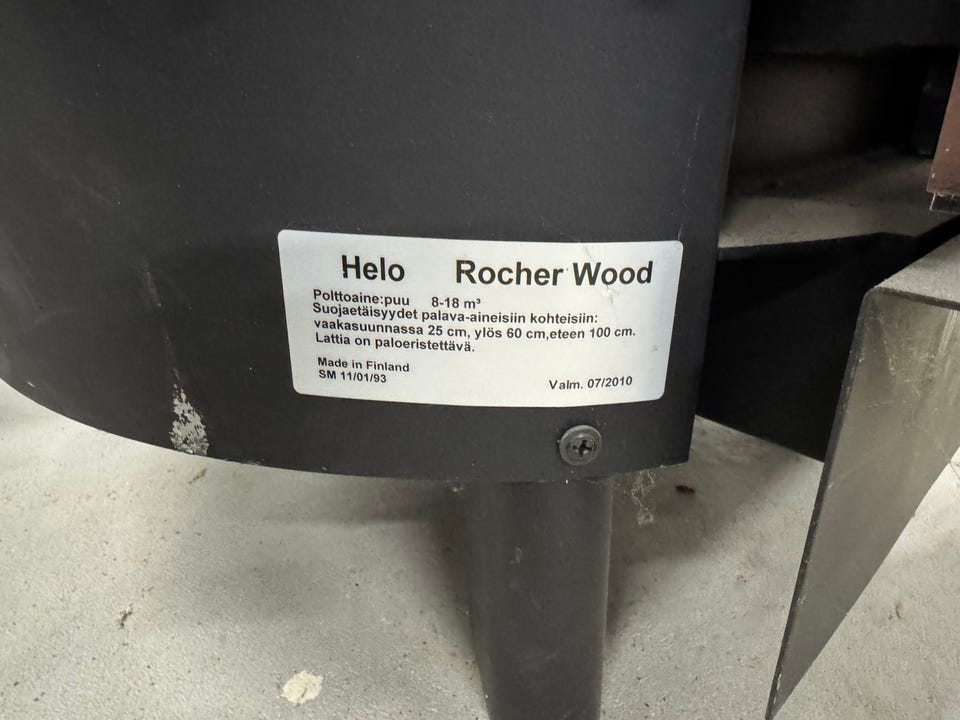 Helo Rocher Wood
Polttoaine:puu 8-18 m³
Suojaetäisyydet palava-aineisiin kohteisiin:
vaakasuunnassa 25 cm, ylös 60 cm,eteen 100 cm.
Lattia on paloeristettävä.
Made in Finland
SM 11/01/93 Valm. 07/2010